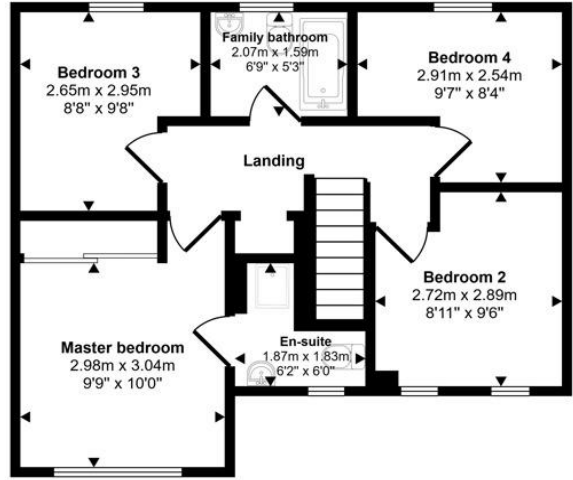 Bedroom 3
2.65m x 2.95m
8'8" x 9'8"
Family bathroom
2.07m x 1.59m
6'9" x 5'3"
Bedroom 4
2.91m x 2.54m
9'7" x 8'4"
Landing
Master bedroom
2.98m x 3.04m
9'9" x 10'0"
En-suite
1.87m x 1.83m
6'2" x 6'0"
Bedroom 2
2.72m x 2.89m
8'11" x 9'6"